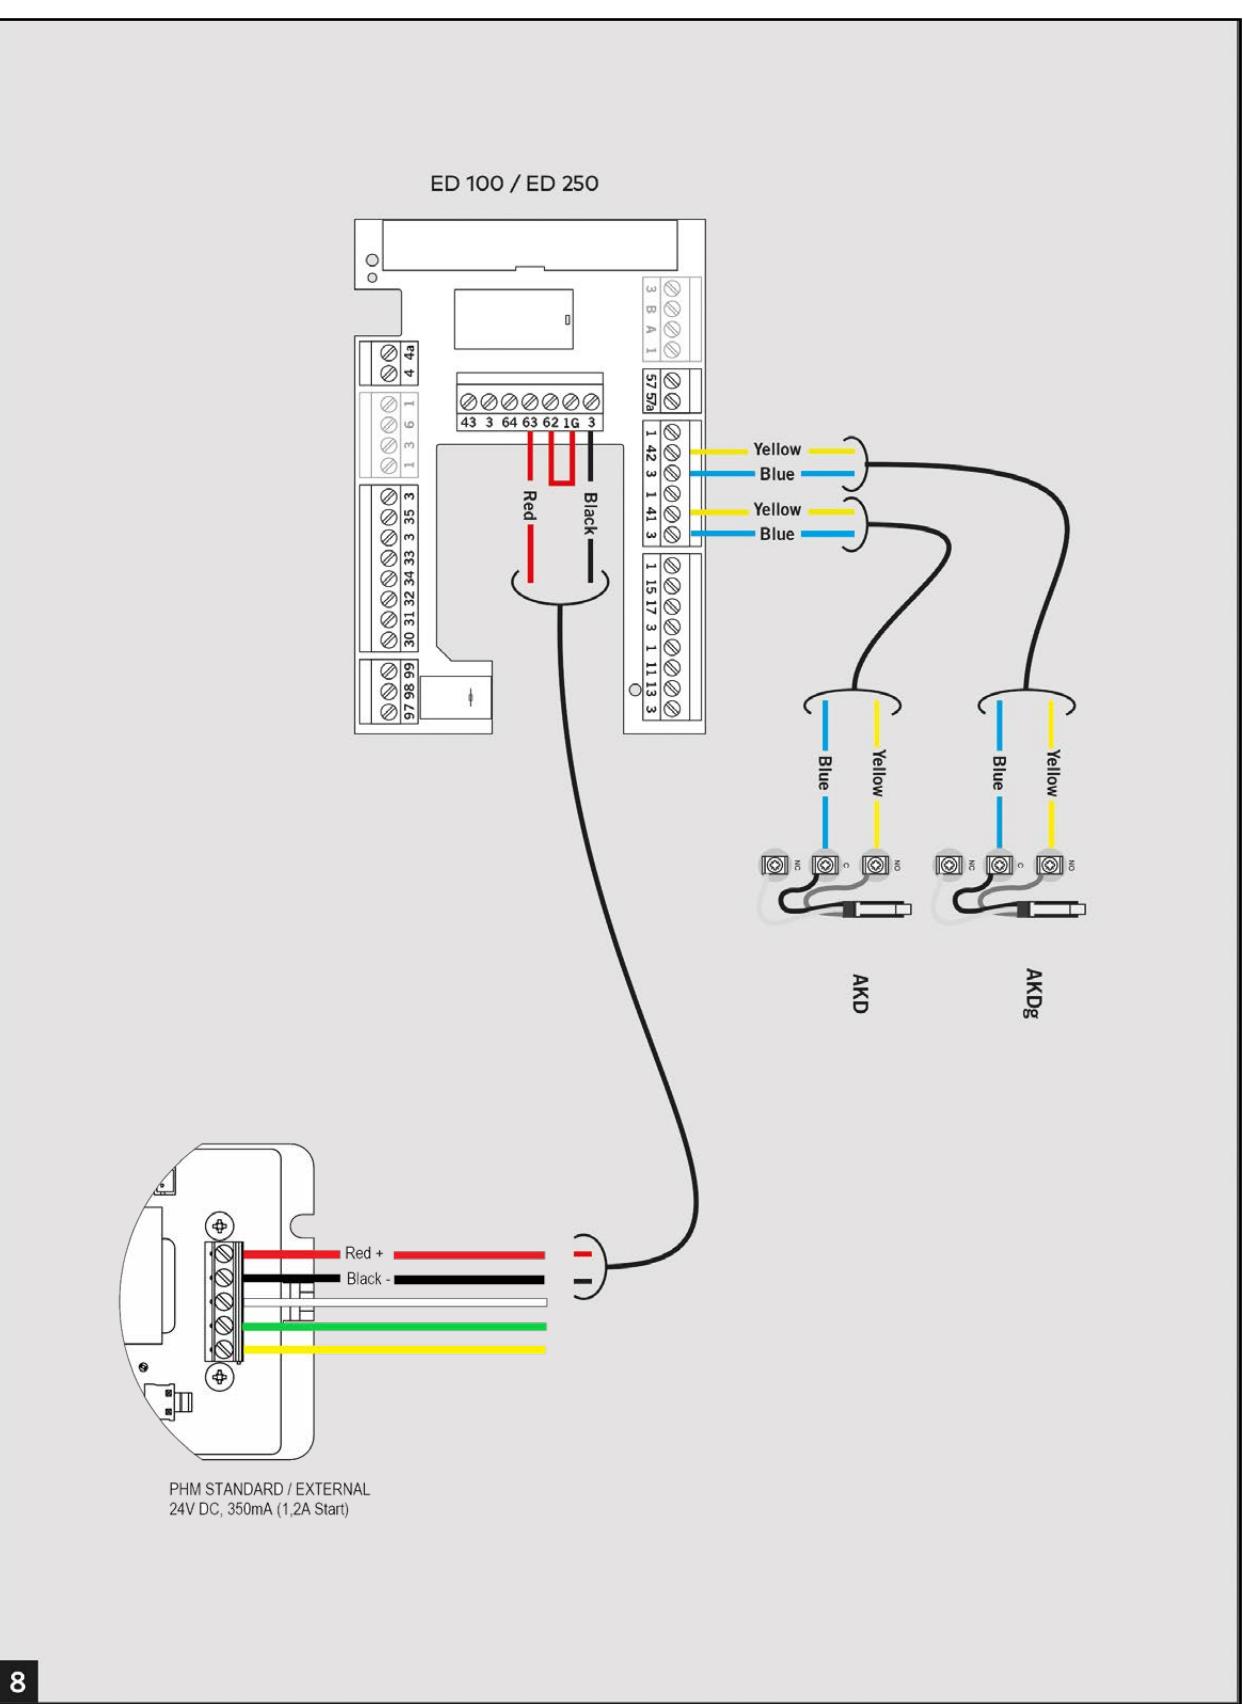 ED 100 / ED 250
3 B A 1
4a 4
57 57a
1 6 3 1
43 3 64 63 62 1G 3
1 42 3 1 41 3
Yellow
Blue
Yellow
Blue
Red
Black
3 35 3 33 34 32 31 30
1 15 17 3 1 11 13 3
99 98 97
Blue
Yellow
Blue
Yellow
NC C NO
NC C NO
AKD
AKDg
Red +
Black -
PHM STANDARD / EXTERNAL
24V DC, 350mA (1,2A Start)
8